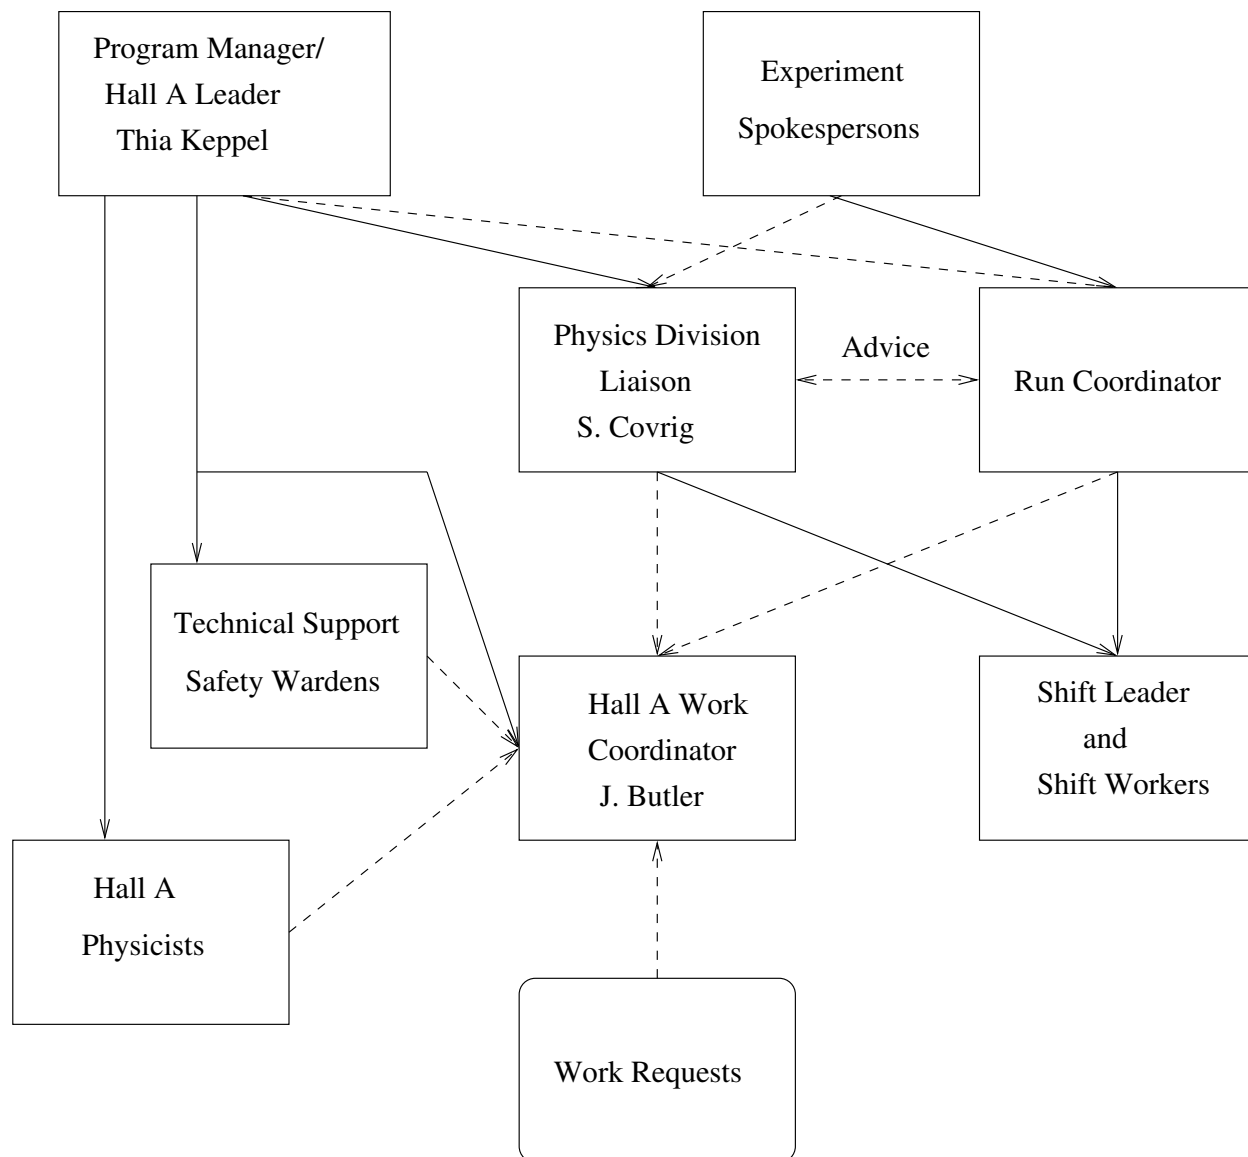 Program Manager/
Hall A Leader
Thia Keppel
Experiment
Spokespersons
Physics Division
Liaison
S. Covrig
Advice
Run Coordinator
Technical Support
Safety Wardens
Hall A Work
Coordinator
J. Butler
Shift Leader
and
Shift Workers
Hall A
Physicists
Work Requests